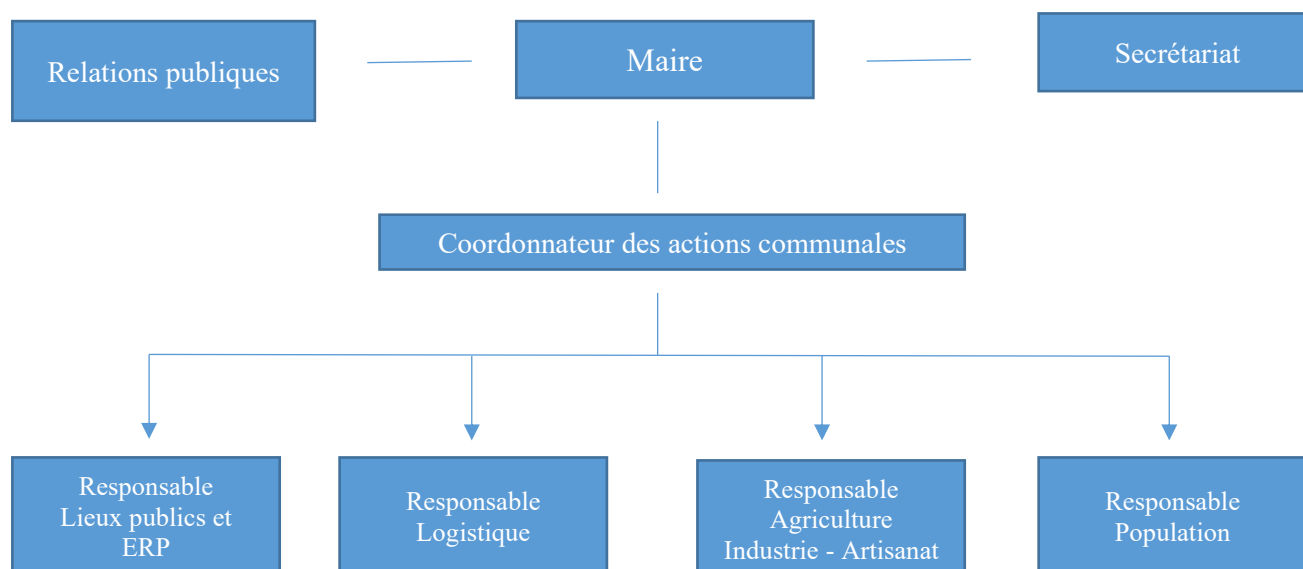 Relations publiques
Maire
Secrétariat
Coordonnateur des actions communales
Responsable
Lieux publics et
ERP
Responsable
Logistique
Responsable
Agriculture
Industrie - Artisanat
Responsable
Population